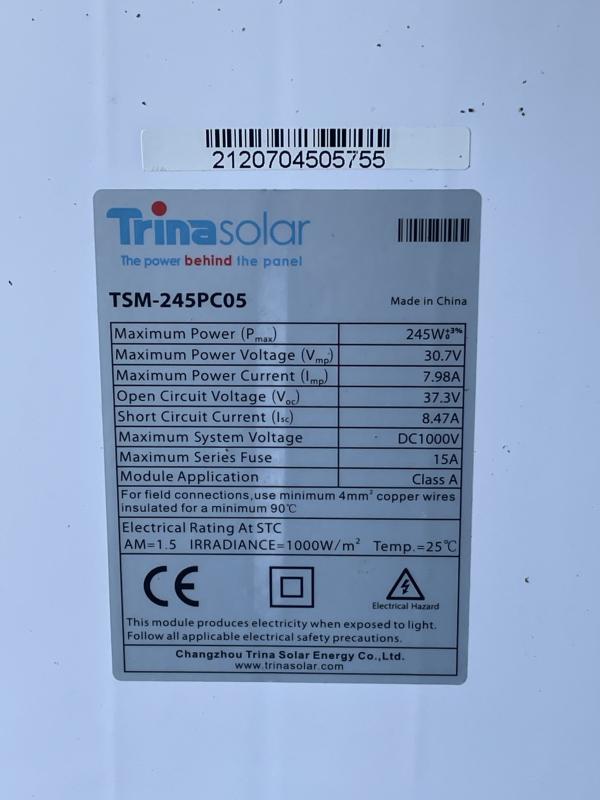 2120704505755
Trinasolar
The power behind the panel
TSM-245PC05 Made in China
Maximum Power (Pmax) 245W+3%0
Maximum Power Voltage (Vmp) 30.7V
Maximum Power Current (Imp) 7.98A
Open Circuit Voltage (Voc) 37.3V
Short Circuit Current (Isc) 8.47A
Maximum System Voltage DC1000V
Maximum Series Fuse 15A
Module Application Class A
For field connections,use minimum 4mm² copper wires
insulated for a minimum 90℃
Electrical Rating At STC
AM=1.5 IRRADIANCE=1000W/m² Temp.=25℃
CE
Electrical Hazard
This module produces electricity when exposed to light.
Follow all applicable electrical safety precautions.
Changzhou Trina Solar Energy Co.,Ltd.
www.trinasolar.com